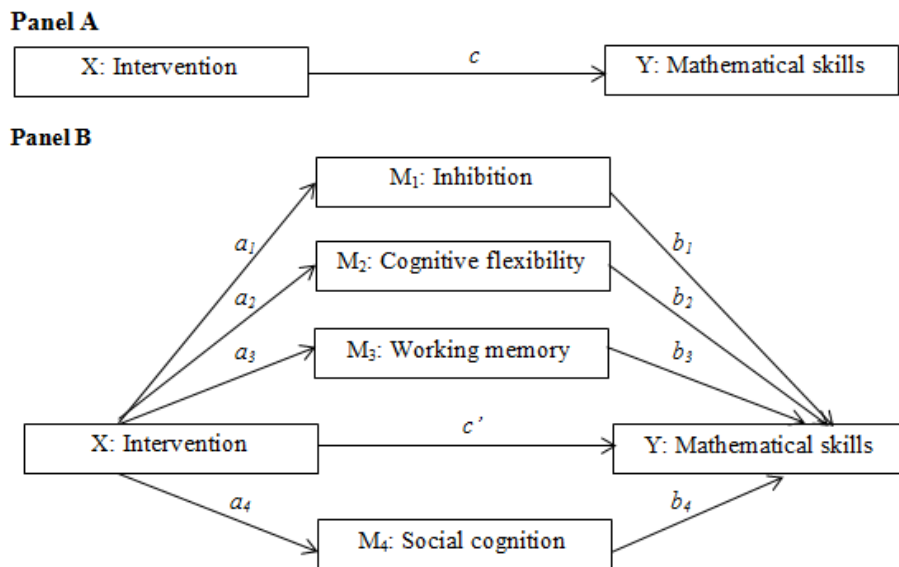 Panel A
X: Intervention
c
Y: Mathematical skills
Panel B
M₁: Inhibition
a₁
b₁
M₂: Cognitive flexibility
a₂
b₂
M₃: Working memory
a₃
b₃
X: Intervention
c’
Y: Mathematical skills
a₄
b₄
M₄: Social cognition